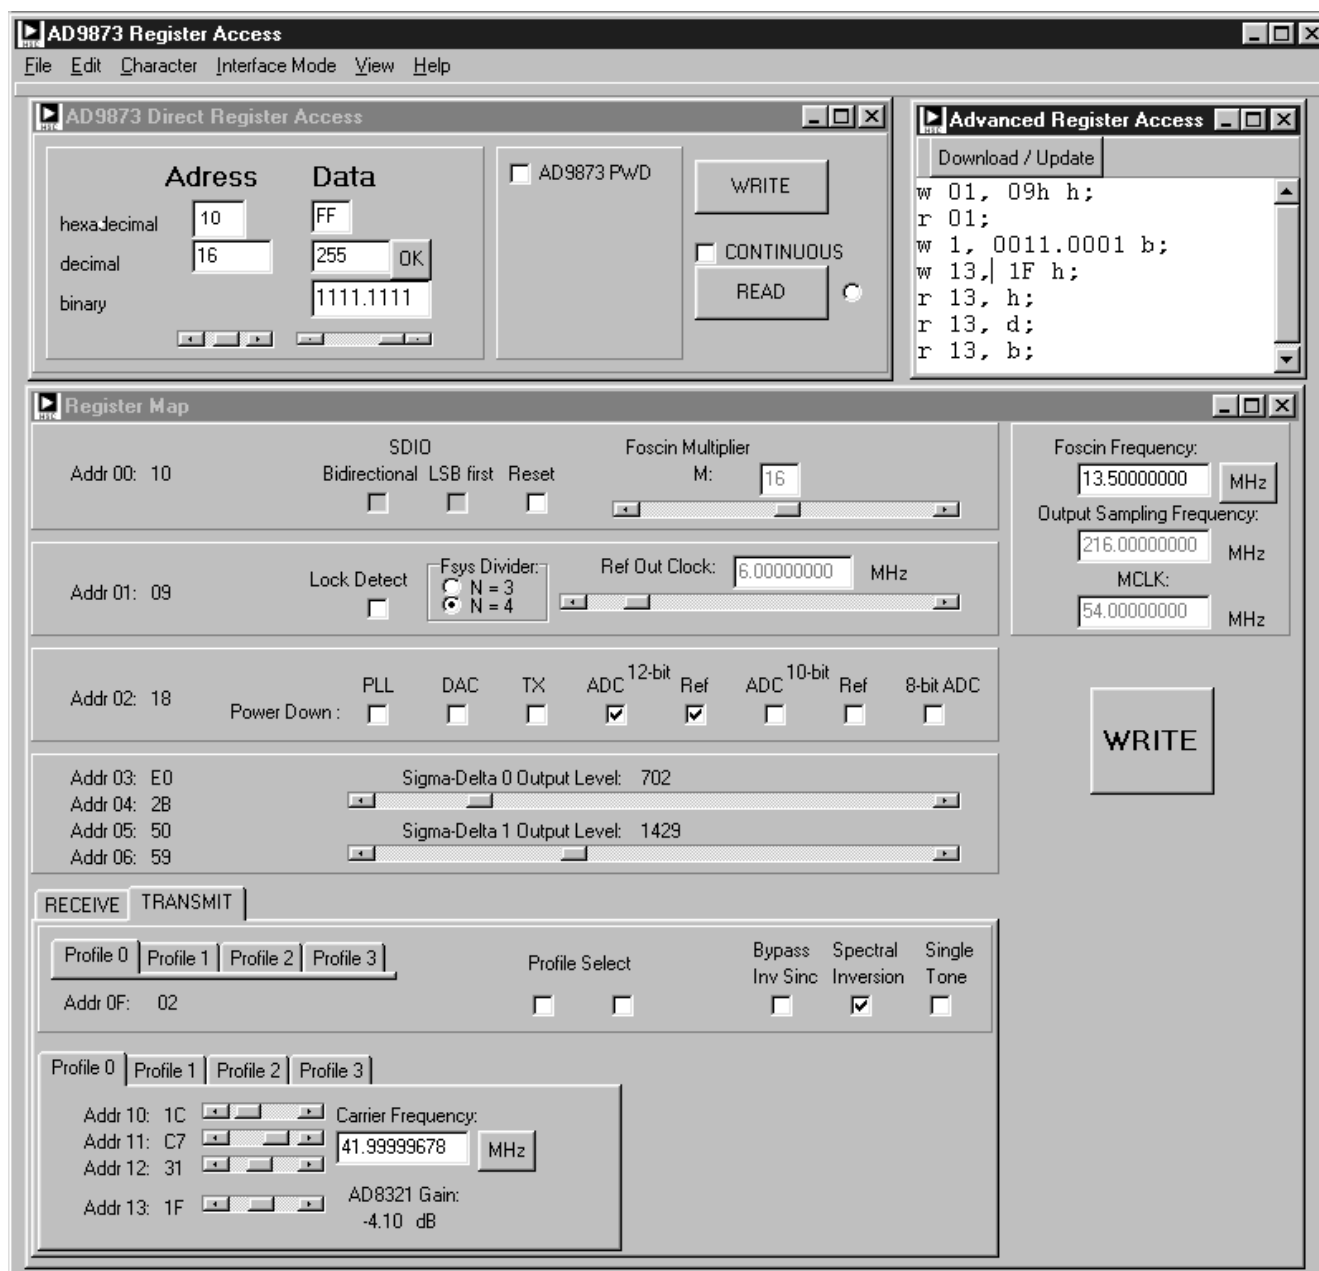 AD9873 Register Access
File Edit Character Interface Mode View Help
AD9873 Direct Register Access
Adress Data
hexadecimal 10 FF
decimal 16 255 OK
binary 1111.1111
AD9873 PWD
WRITE
CONTINUOUS
READ
Advanced Register Access
Download / Update
w 01, 09h h;
r 01;
w 1, 0011.0001 b;
w 13, 1F h;
r 13, h;
r 13, d;
r 13, b;
Register Map
SDIO Foscin Multiplier
Addr 00: 10 Bidirectional LSB first Reset M: 16
Foscin Frequency:
13.50000000 MHz
Output Sampling Frequency:
216.00000000 MHz
MCLK:
54.00000000 MHz
Addr 01: 09 Lock Detect Fsys Divider: Ref Out Clock: 6.00000000 MHz
N = 3
N = 4
12-bit 10-bit
PLL DAC TX ADC Ref ADC Ref 8-bit ADC
Addr 02: 18 Power Down :
WRITE
Addr 03: E0 Sigma-Delta 0 Output Level: 702
Addr 04: 2B
Addr 05: 50 Sigma-Delta 1 Output Level: 1429
Addr 06: 59
RECEIVE TRANSMIT
Profile 0 Profile 1 Profile 2 Profile 3
Addr 0F: 02
Profile Select
Bypass Spectral Single
Inv Sinc Inversion Tone
Profile 0 Profile 1 Profile 2 Profile 3
Addr 10: 1C Carrier Frequency:
Addr 11: C7 41.99999678 MHz
Addr 12: 31
Addr 13: 1F AD8321 Gain:
-4.10 dB